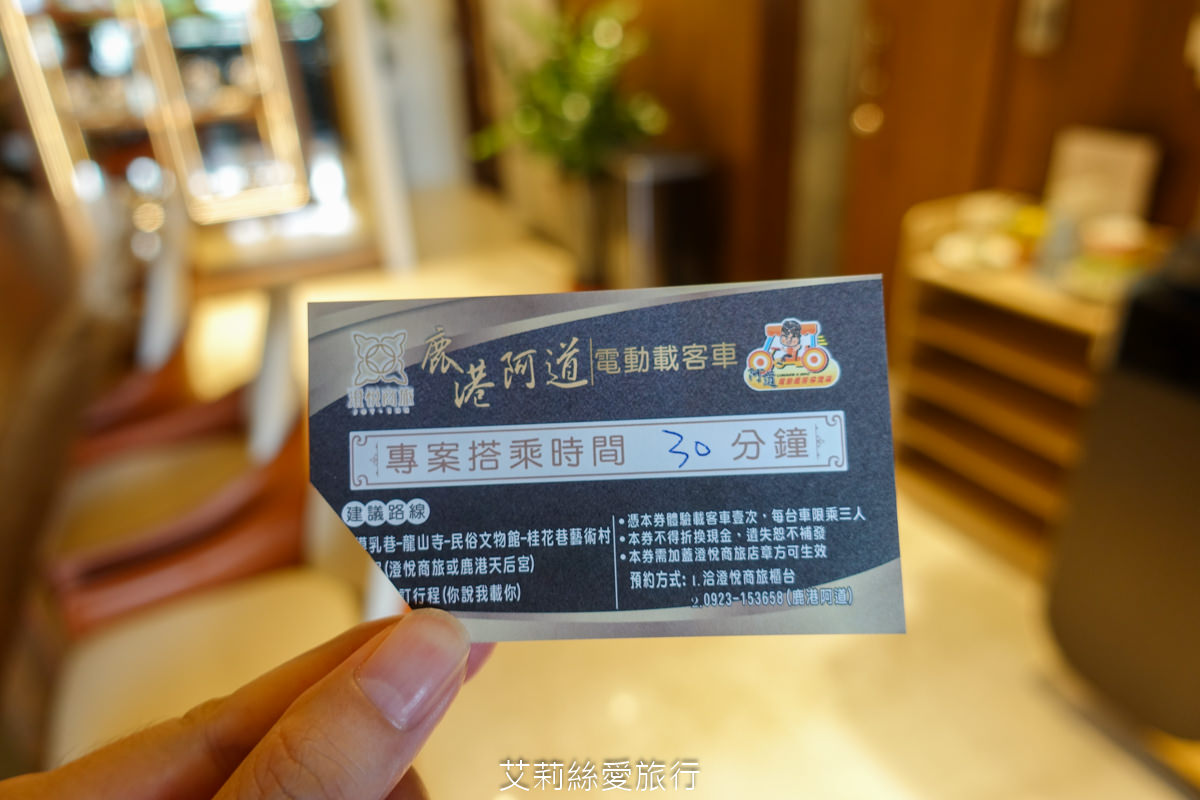 澄悅商旅
鹿港阿道 電動載客車
專案搭乘時間 30 分鐘
建議路線
乳巷-龍山寺-民俗文物館-桂花巷藝術村
(澄悅商旅或鹿港天后宮)
訂行程(你說我載你)
•憑本券體驗載客車壹次,每台車限乘三人
•本券不得折換現金,遺失恕不補發
•本券需加蓋澄悅商旅店章方可生效
預約方式: 1.洽澄悅商旅櫃台
2.0923-153658(鹿港阿道)
艾莉絲愛旅行